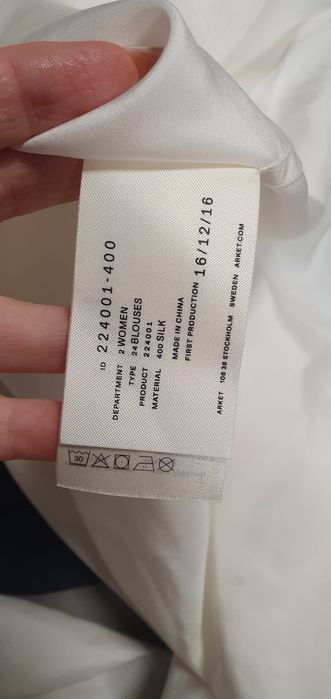 ID 224001-400
DEPARTMENT 2 WOMEN
TYPE 24 BLOUSES
PRODUCT 224001
MATERIAL 400 SILK
MADE IN CHINA
FIRST PRODUCTION 16/12/16
ARKET 106 38 STOCKHOLM SWEDEN ARKET.COM
30